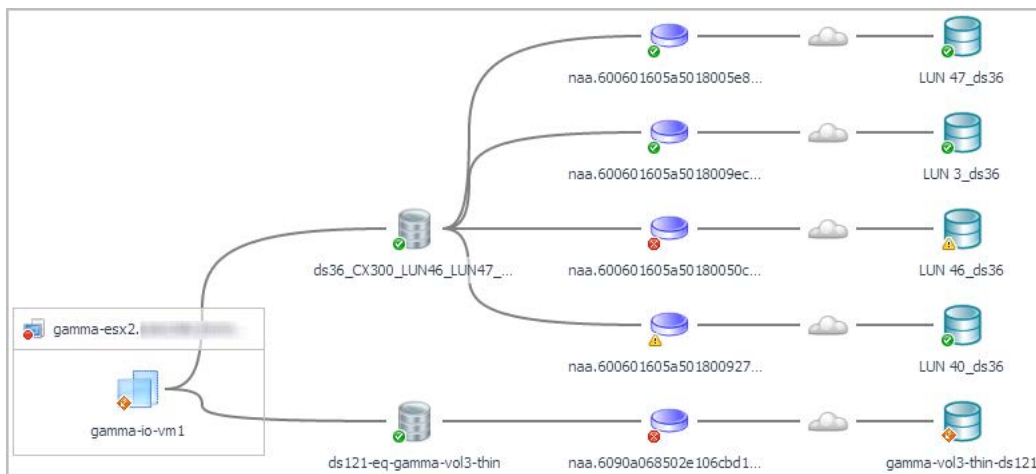 naa.600601605a5018005e8...
LUN 47_ds36
naa.600601605a5018009ec...
LUN 3_ds36
ds36_CX300_LUN46_LUN47_...
naa.600601605a50180050c...
LUN 46_ds36
gamma-esx2.
naa.600601605a501800927...
LUN 40_ds36
gamma-io-vm1
ds121-eq-gamma-vol3-thin
naa.6090a068502e106cbd1...
gamma-vol3-thin-ds121